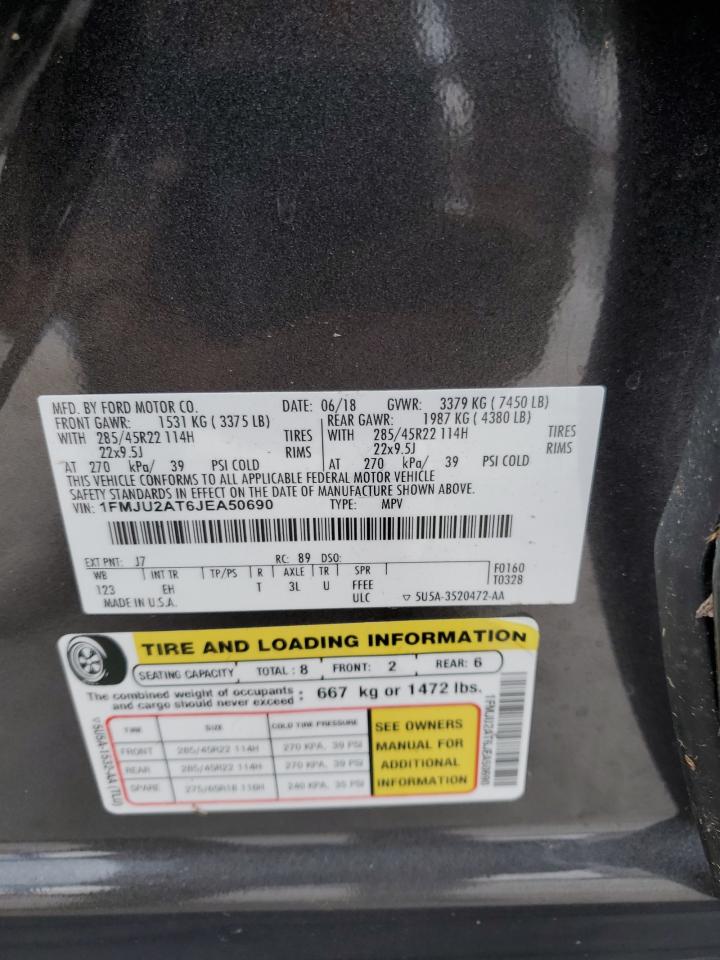 MFD. BY FORD MOTOR CO. DATE: 06/18 GVWR: 3379 KG ( 7450 LB)
FRONT GAWR: 1531 KG ( 3375 LB) REAR GAWR: 1987 KG ( 4380 LB)
WITH 285/45R22 114H TIRES WITH 285/45R22 114H TIRES
22x9.5J RIMS 22x9.5J RIMS
AT 270 kPa/ 39 PSI COLD AT 270 kPa/ 39 PSI COLD
THIS VEHICLE CONFORMS TO ALL APPLICABLE FEDERAL MOTOR VEHICLE
SAFETY STANDARDS IN EFFECT ON THE DATE OF MANUFACTURE SHOWN ABOVE.
VIN: 1FMJU2AT6JEA50690 TYPE: MPV
EXT PNT: J7 RC: 89 DSO:
WB INT TR TP/PS R AXLE TR SPR F0160
123 EH T 3L U FFEE T0328
MADE IN U.S.A. ULC ▽ 5U5A-3520472-AA
TIRE AND LOADING INFORMATION
SEATING CAPACITY TOTAL : 8 FRONT: 2 REAR: 6
The combined weight of occupants and cargo should never exceed : 667 kg or 1472 lbs.
TIRE SIZE COLD TIRE PRESSURE
FRONT 285/45R22 114H 270 KPA, 39 PSI
REAR 285/45R22 114H 270 KPA, 39 PSI
SPARE 275/65R18 116H 240 KPA, 35 PSI
SEE OWNERS
MANUAL FOR
ADDITIONAL
INFORMATION
▽5U5A-1532-AA (TLU)
1FMJU2AT6JEA50690